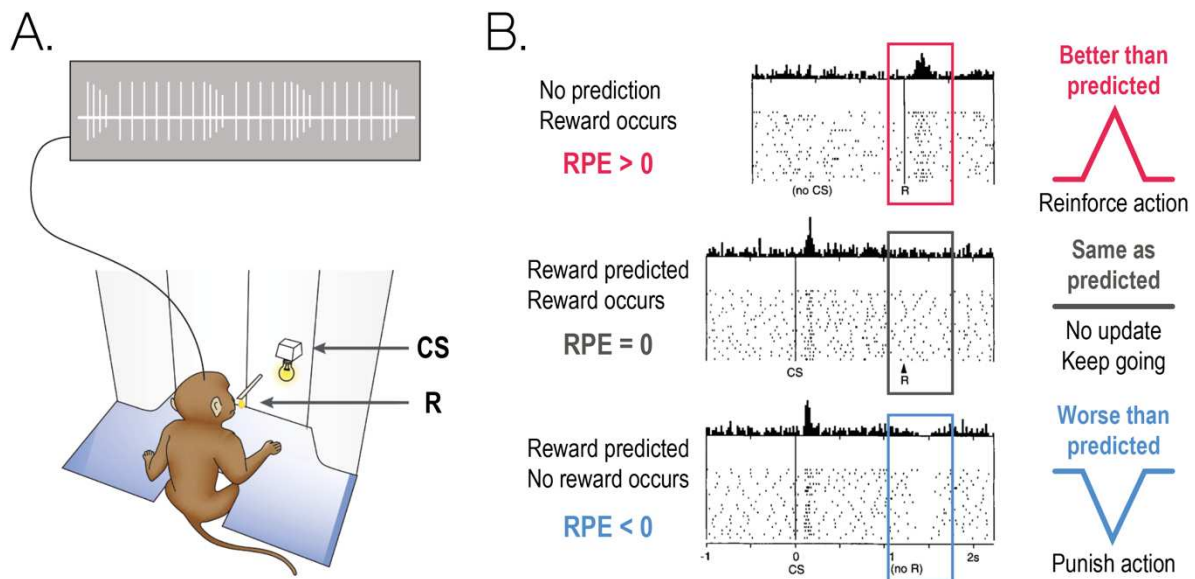 A.
CS
R
B.
No prediction
Reward occurs
RPE > 0
(no CS)
R
Better than
predicted
Reinforce action
Reward predicted
Reward occurs
RPE = 0
CS
R
Same as
predicted
No update
Keep going
Reward predicted
No reward occurs
RPE < 0
-1
0
1
2s
CS
(no R)
Worse than
predicted
Punish action